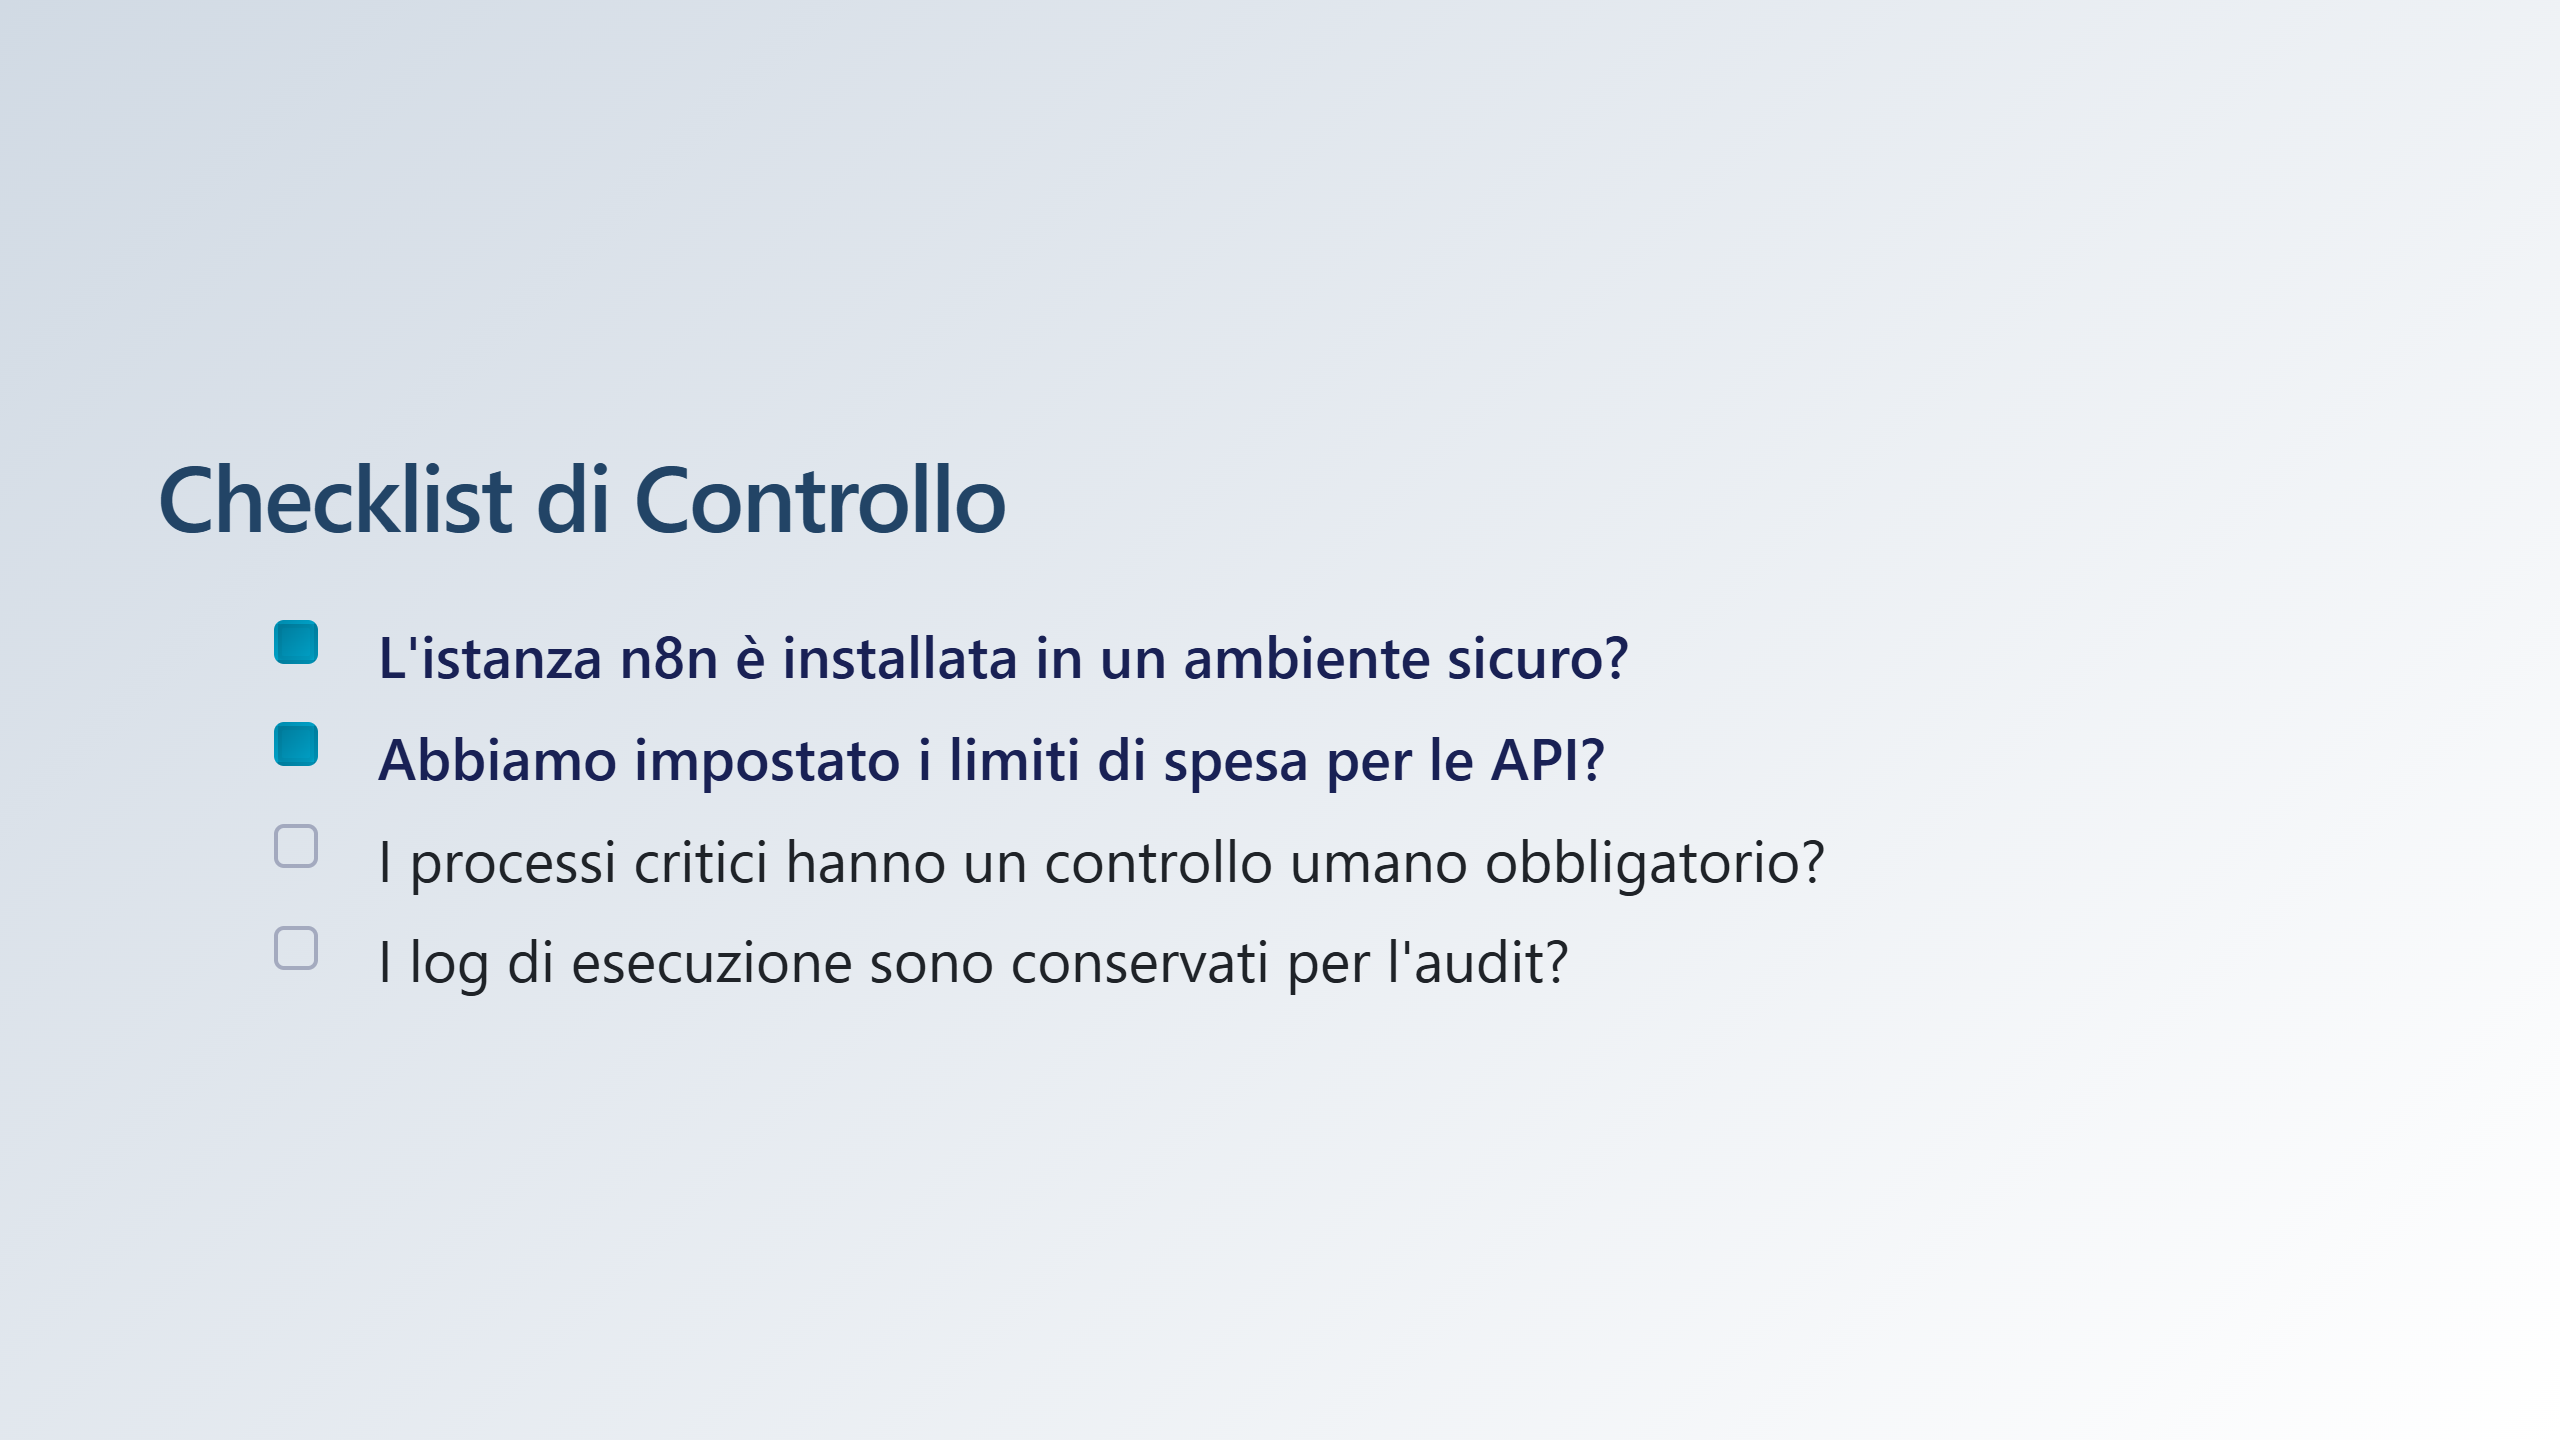 Checklist di Controllo
L'istanza n8n è installata in un ambiente sicuro?
Abbiamo impostato i limiti di spesa per le API?
I processi critici hanno un controllo umano obbligatorio?
I log di esecuzione sono conservati per l'audit?